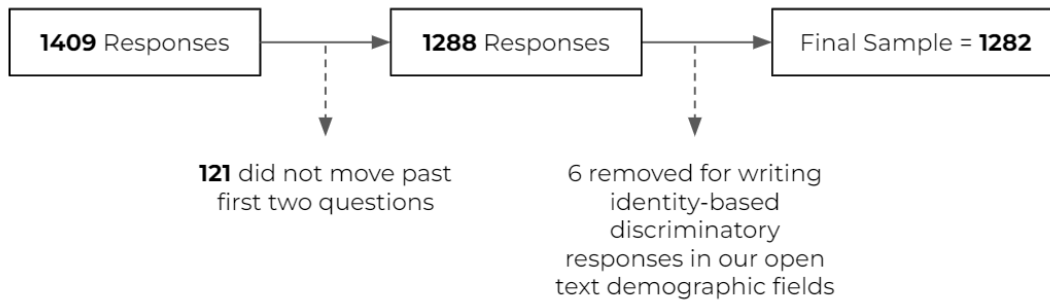 1409 Responses
1288 Responses
Final Sample = 1282
121 did not move past
first two questions
6 removed for writing
identity-based
discriminatory
responses in our open
text demographic fields